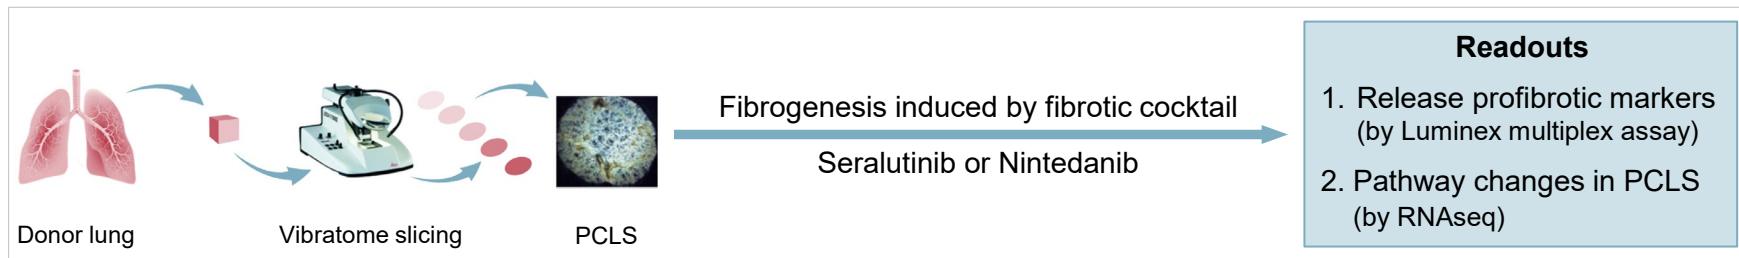 Donor lung
Vibratome slicing
PCLS
Fibrogenesis induced by fibrotic cocktail
Seralutinib or Nintedanib
Readouts
1. Release profibrotic markers
(by Luminex multiplex assay)
2. Pathway changes in PCLS
(by RNAseq)